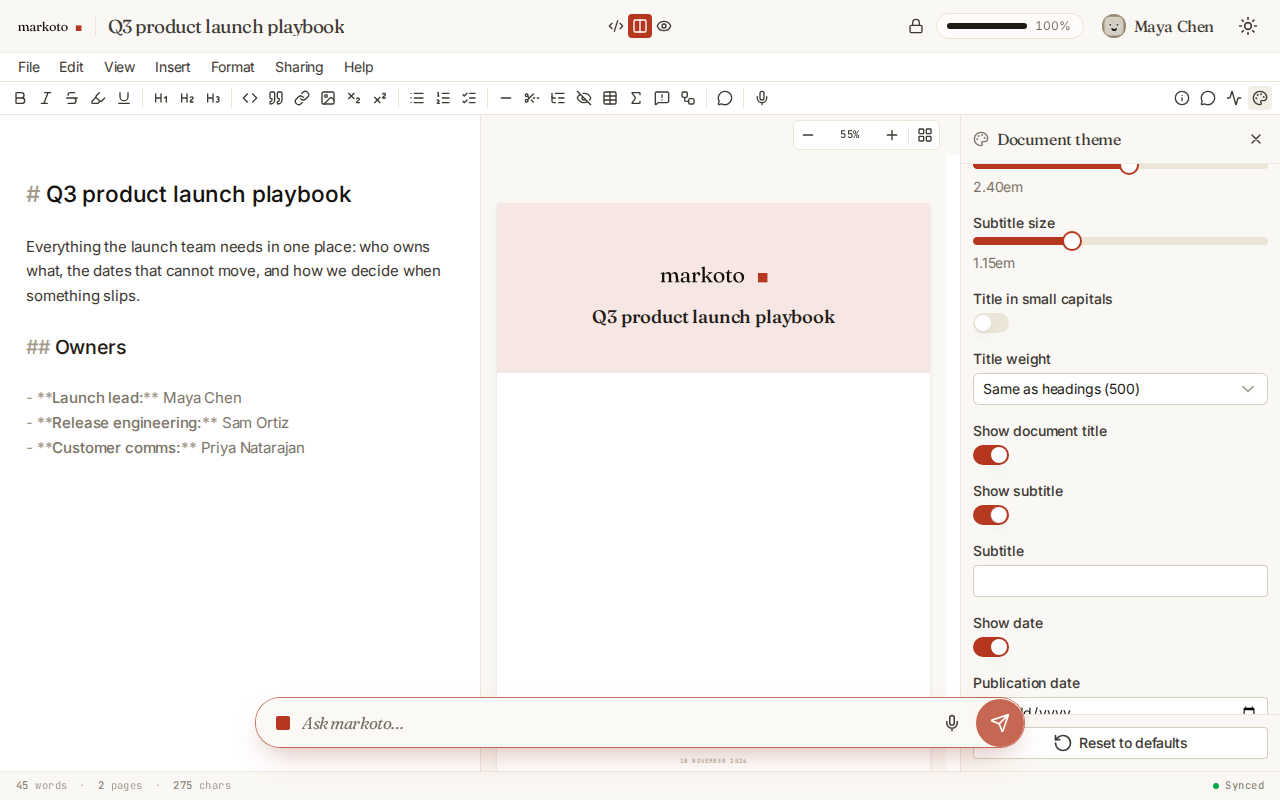 markoto
Q3 product launch playbook
100%
Maya Chen
File Edit View Insert Format Sharing Help
H1 H2 H3
55%
Document theme
# Q3 product launch playbook
Everything the launch team needs in one place: who owns
what, the dates that cannot move, and how we decide when
something slips.
## Owners
- **Launch lead:** Maya Chen
- **Release engineering:** Sam Ortiz
- **Customer comms:** Priya Natarajan
markoto
Q3 product launch playbook
18 NOVEMBER 2026
2.40em
Subtitle size
1.15em
Title in small capitals
Title weight
Same as headings (500)
Show document title
Show subtitle
Subtitle
Show date
Publication date
Reset to defaults
Ask markoto...
45 words · 2 pages · 275 chars
Synced